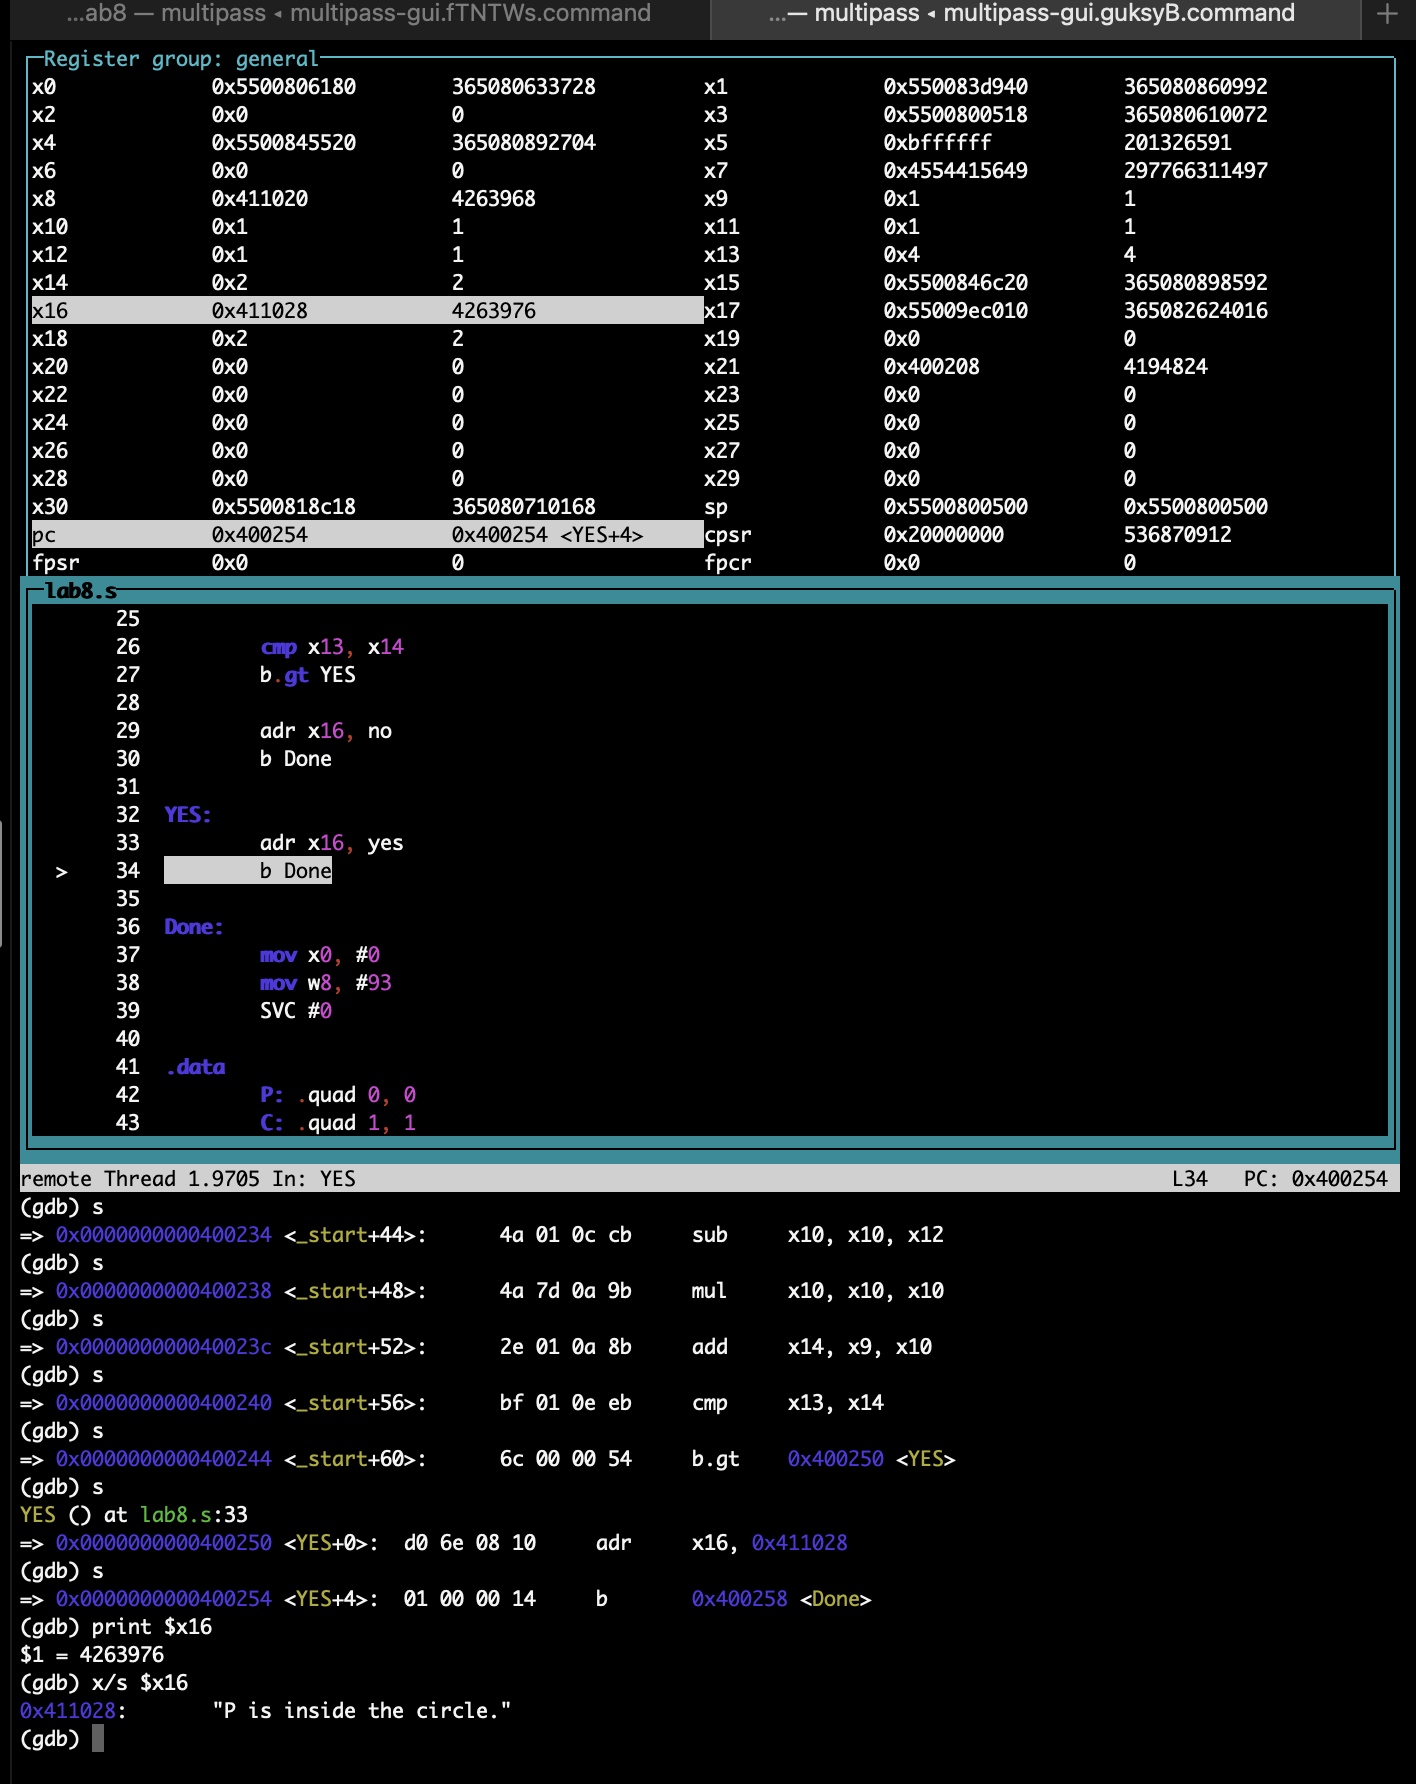 ...ab8 — multipass ◂ multipass-gui.fTNTWs.command ...— multipass ◂ multipass-gui.guksyB.command +
Register group: general
x0 0x5500806180 365080633728 x1 0x550083d940 365080860992
x2 0x0 0 x3 0x5500800518 365080610072
x4 0x5500845520 365080892704 x5 0xbffffff 201326591
x6 0x0 0 x7 0x4554415649 297766311497
x8 0x411020 4263968 x9 0x1 1
x10 0x1 1 x11 0x1 1
x12 0x1 1 x13 0x4 4
x14 0x2 2 x15 0x5500846c20 365080898592
x16 0x411028 4263976 x17 0x55009ec010 365082624016
x18 0x2 2 x19 0x0 0
x20 0x0 0 x21 0x400208 4194824
x22 0x0 0 x23 0x0 0
x24 0x0 0 x25 0x0 0
x26 0x0 0 x27 0x0 0
x28 0x0 0 x29 0x0 0
x30 0x5500818c18 365080710168 sp 0x5500800500 0x5500800500
pc 0x400254 0x400254 <YES+4> cpsr 0x20000000 536870912
fpsr 0x0 0 fpcr 0x0 0
lab8.s
25
26 cmp x13, x14
27 b.gt YES
28
29 adr x16, no
30 b Done
31
32 YES:
33 adr x16, yes
> 34 b Done
35
36 Done:
37 mov x0, #0
38 mov w8, #93
39 SVC #0
40
41 .data
42 P: .quad 0, 0
43 C: .quad 1, 1
remote Thread 1.9705 In: YES L34 PC: 0x400254
(gdb) s
=> 0x0000000000400234 <_start+44>: 4a 01 0c cb sub x10, x10, x12
(gdb) s
=> 0x0000000000400238 <_start+48>: 4a 7d 0a 9b mul x10, x10, x10
(gdb) s
=> 0x000000000040023c <_start+52>: 2e 01 0a 8b add x14, x9, x10
(gdb) s
=> 0x0000000000400240 <_start+56>: bf 01 0e eb cmp x13, x14
(gdb) s
=> 0x0000000000400244 <_start+60>: 6c 00 00 54 b.gt 0x400250 <YES>
(gdb) s
YES () at lab8.s:33
=> 0x0000000000400250 <YES+0>: d0 6e 08 10 adr x16, 0x411028
(gdb) s
=> 0x0000000000400254 <YES+4>: 01 00 00 14 b 0x400258 <Done>
(gdb) print $x16
$1 = 4263976
(gdb) x/s $x16
0x411028: "P is inside the circle."
(gdb)